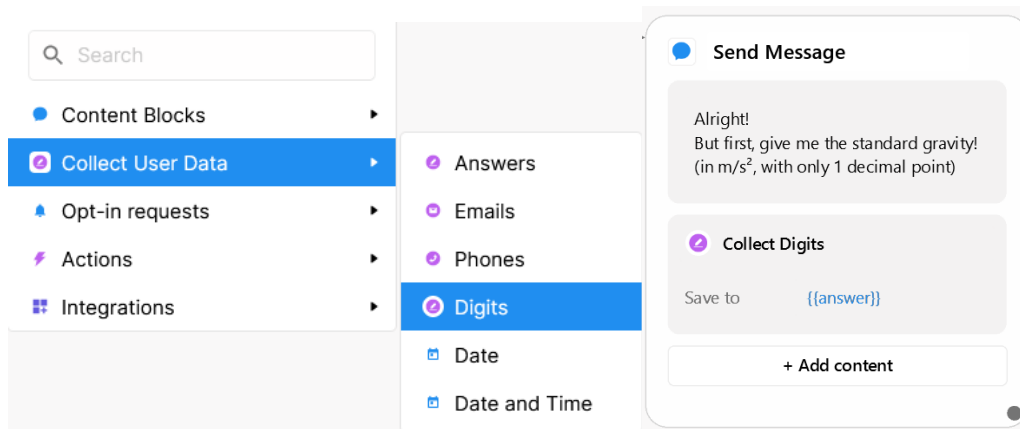 Search
Content Blocks
Collect User Data
Opt-in requests
Actions
Integrations
Answers
Emails
Phones
Digits
Date
Date and Time
Send Message
Alright!
But first, give me the standard gravity!
(in m/s², with only 1 decimal point)
Collect Digits
Save to {{answer}}
+ Add content